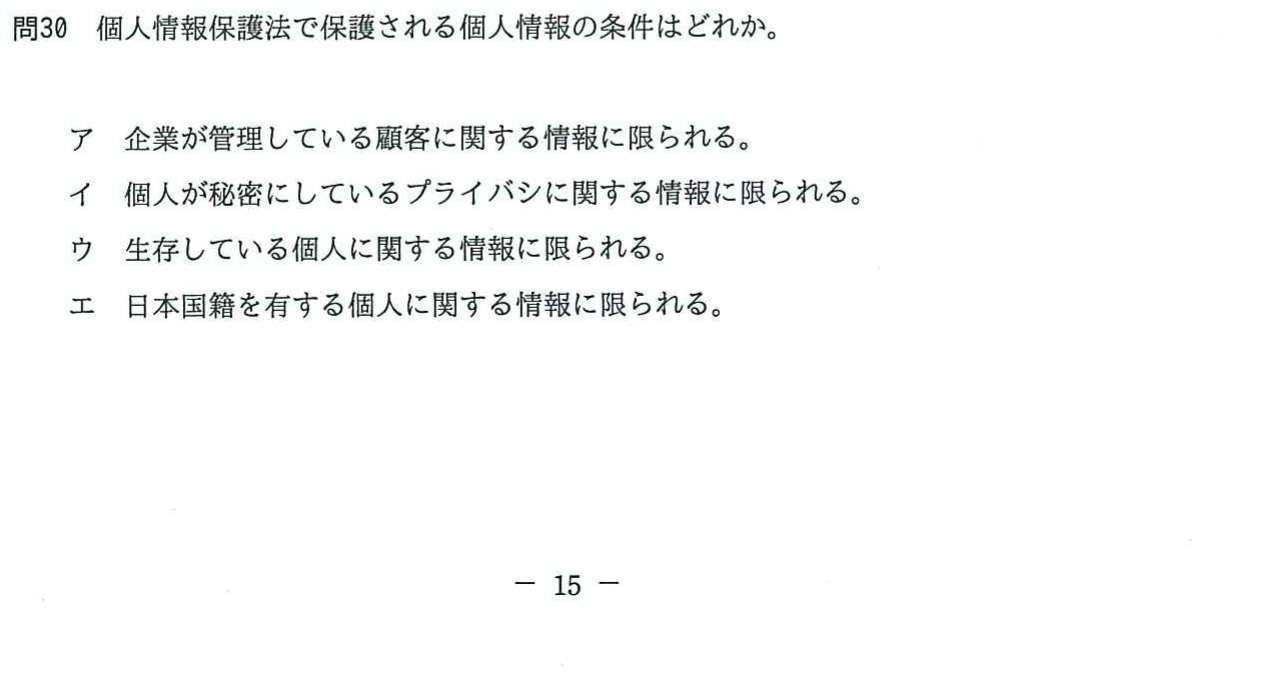 問30 個人情報保護法で保護される個人情報の条件はどれか。
ア 企業が管理している顧客に関する情報に限られる。
イ 個人が秘密にしているプライバシに関する情報に限られる。
ウ 生存している個人に関する情報に限られる。
エ 日本国籍を有する個人に関する情報に限られる。
－ 15 －